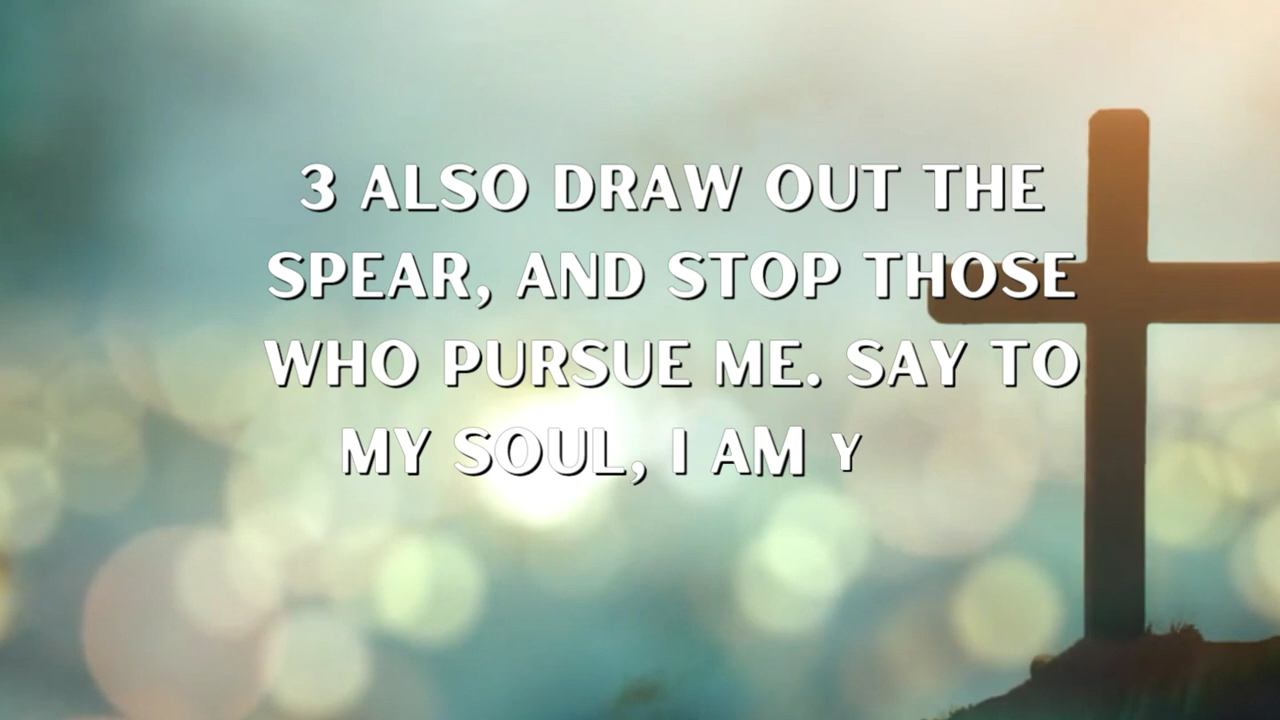 3 ALSO DRAW OUT THE
SPEAR, AND STOP THOSE
WHO PURSUE ME. SAY TO
MY SOUL, I AM Y